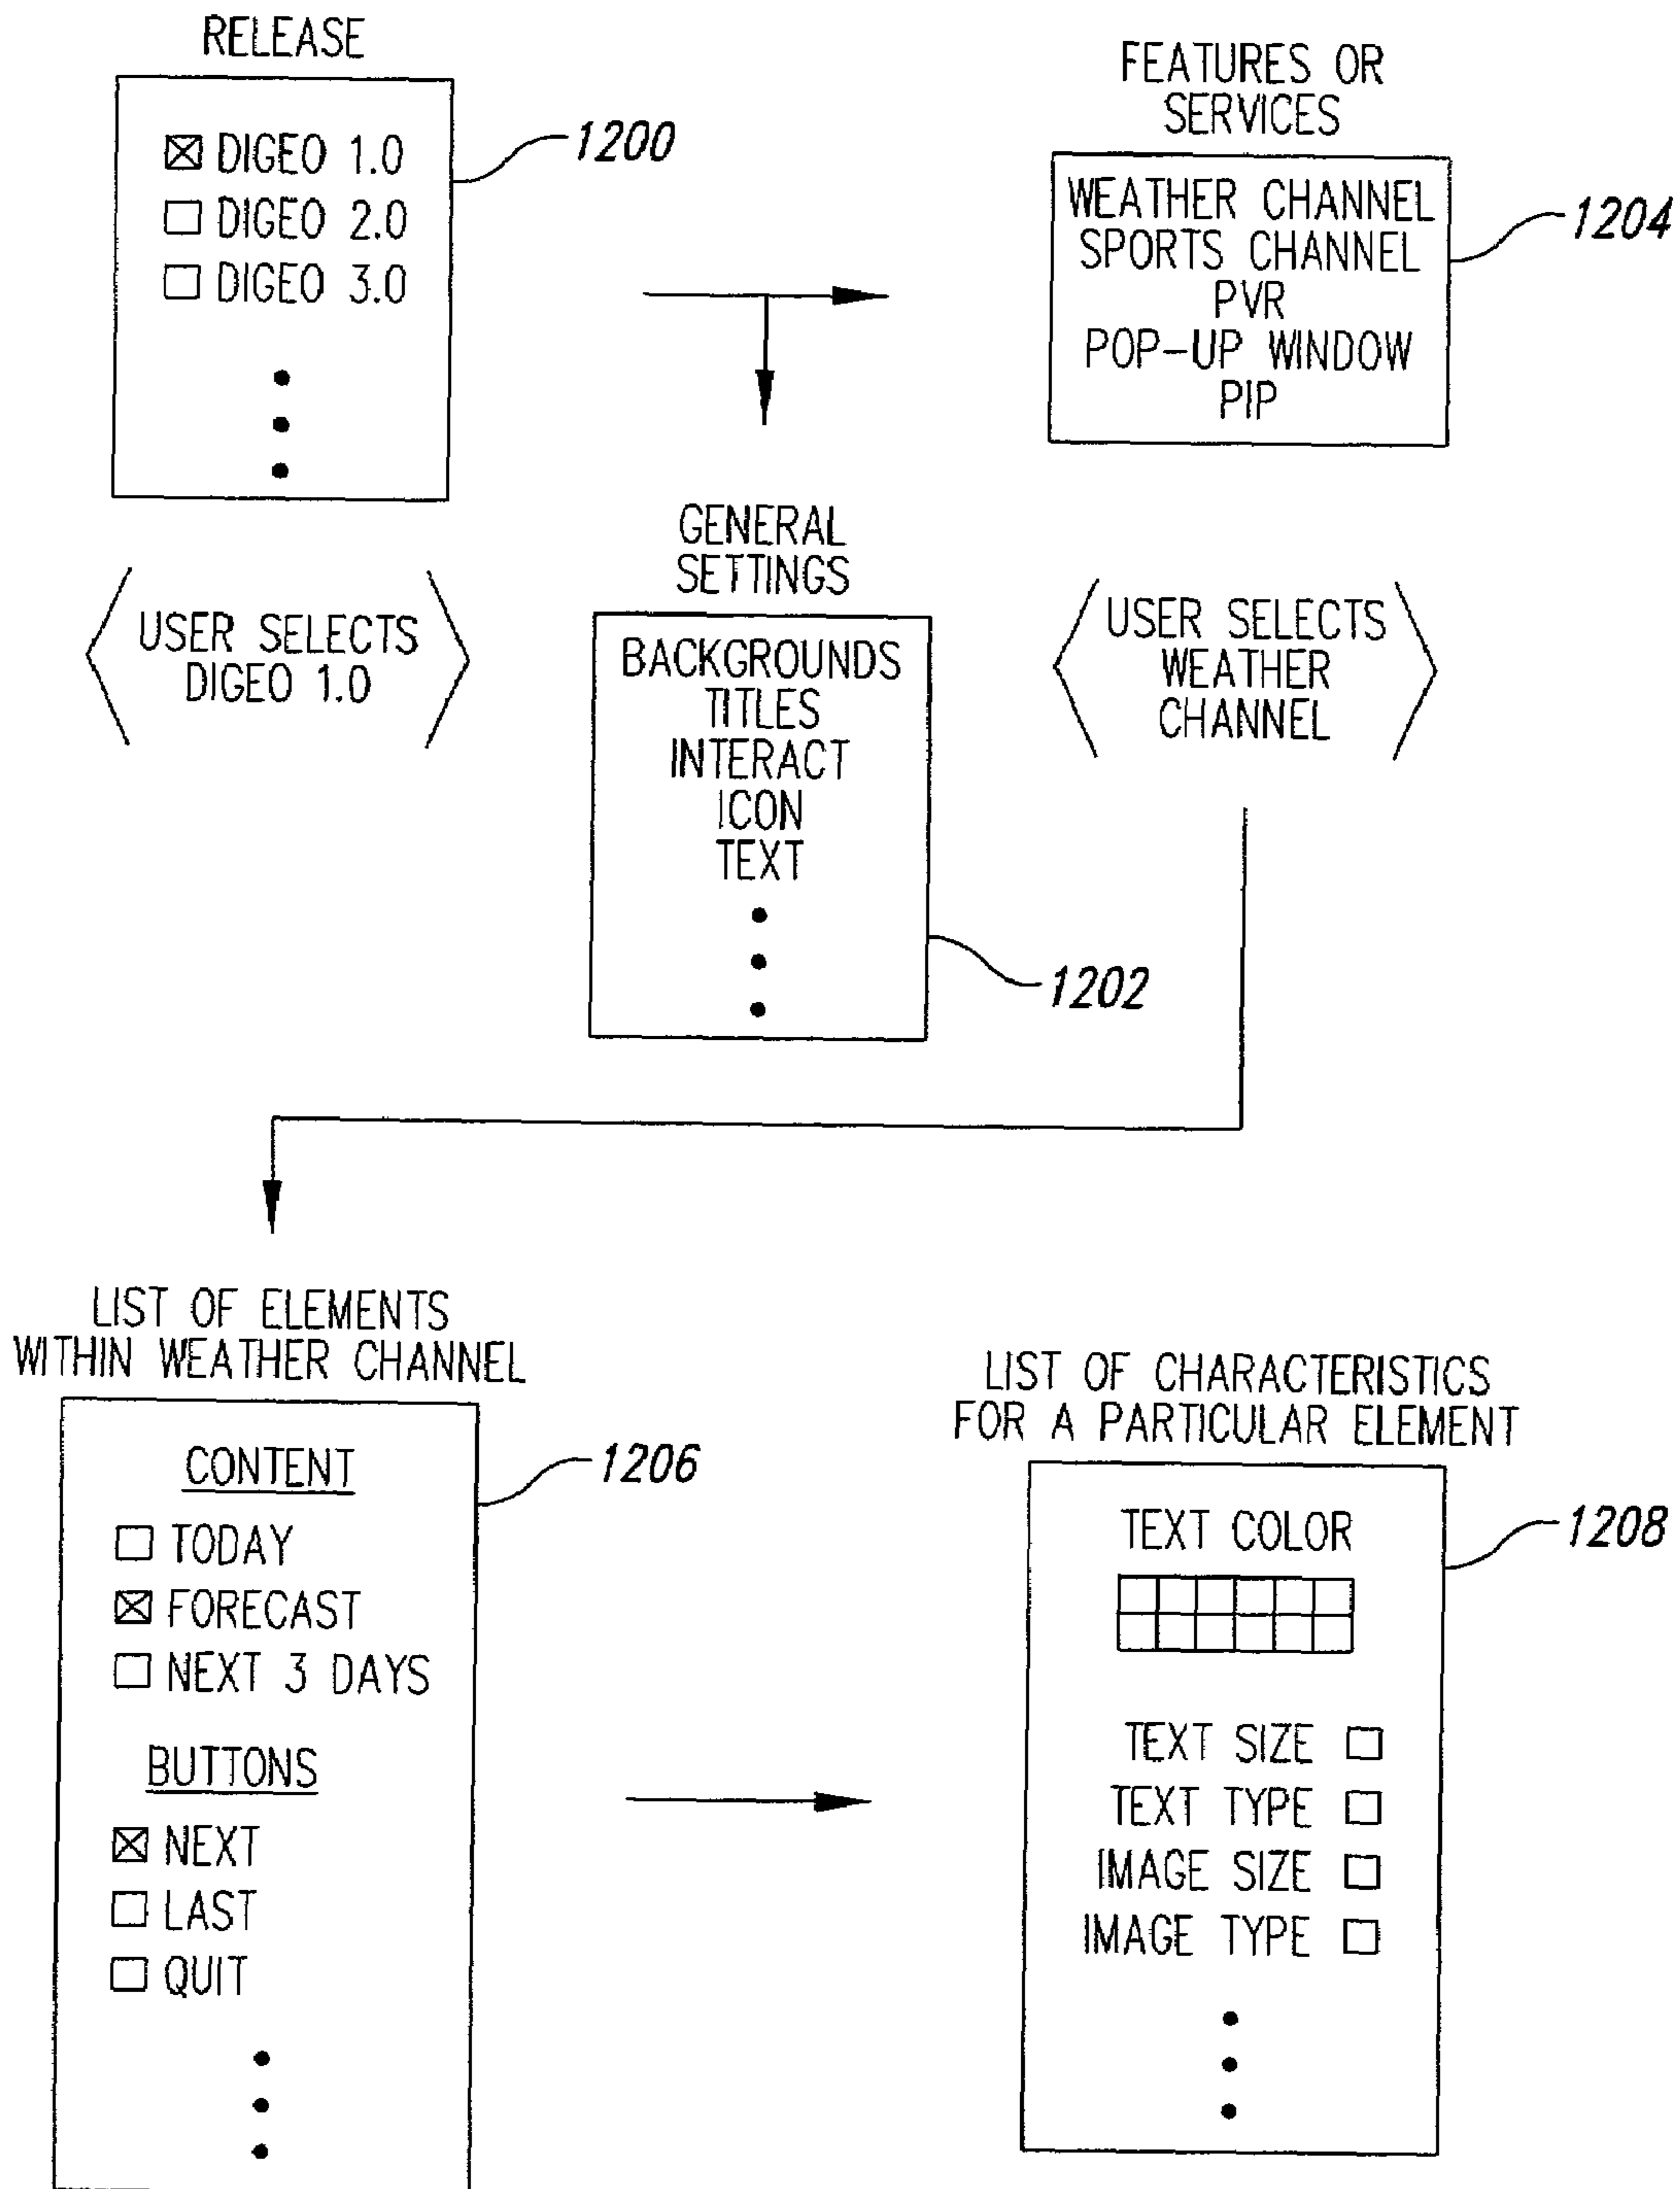 RELEASE
DIGEO 1.0
DIGEO 2.0
DIGEO 3.0
1200
FEATURES OR
SERVICES
WEATHER CHANNEL
SPORTS CHANNEL
PVR
POP-UP WINDOW
PIP
1204
USER SELECTS
DIGEO 1.0
GENERAL
SETTINGS
BACKGROUNDS
TITLES
INTERACT
ICON
TEXT
1202
USER SELECTS
WEATHER
CHANNEL
LIST OF ELEMENTS
WITHIN WEATHER CHANNEL
CONTENT
TODAY
FORECAST
NEXT 3 DAYS
BUTTONS
NEXT
LAST
QUIT
1206
LIST OF CHARACTERISTICS
FOR A PARTICULAR ELEMENT
TEXT COLOR
TEXT SIZE
TEXT TYPE
IMAGE SIZE
IMAGE TYPE
1208